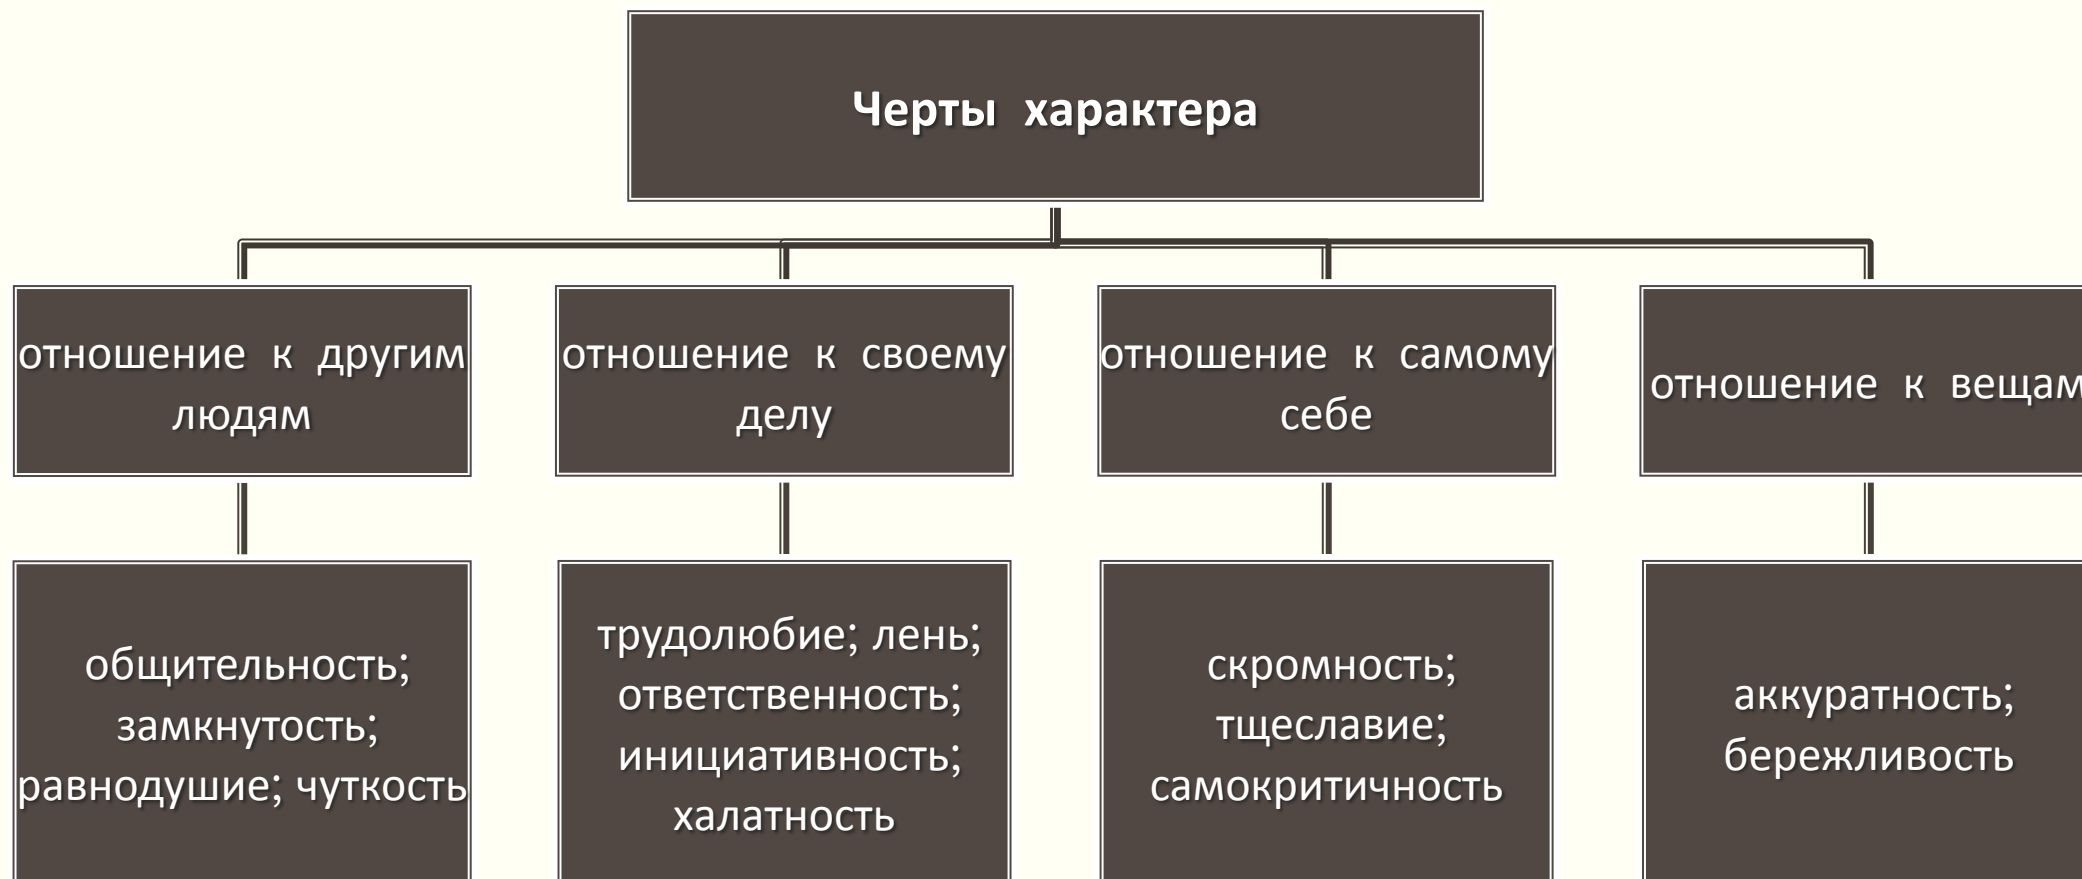 Черты характера
отношение к другим
людям
отношение к своему
делу
отношение к самому
себе
отношение к вещам
общительность;
замкнутость;
равнодушие; чуткость
трудолюбие; лень;
ответственность;
инициативность;
халатность
скромность;
тщеславие;
самокритичность
аккуратность;
бережливость